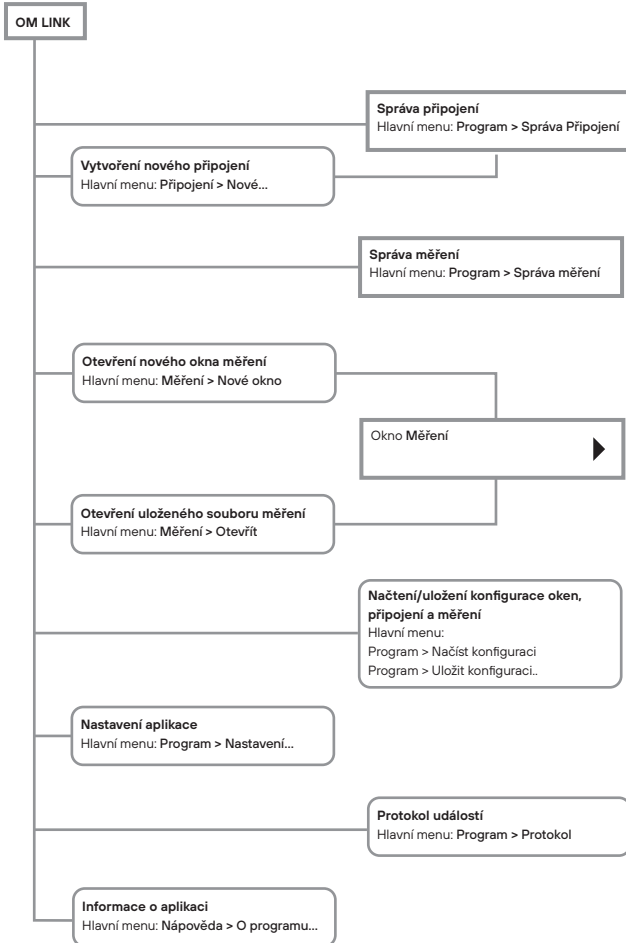 OM LINK
Správa připojení
Hlavní menu: Program > Správa Připojení
Vytvoření nového připojení
Hlavní menu: Připojení > Nové...
Správa měření
Hlavní menu: Program > Správa měření
Otevření nového okna měření
Hlavní menu: Měření > Nové okno
Okno Měření
Otevření uloženého souboru měření
Hlavní menu: Měření > Otevřít
Načtení/uložení konfigurace oken,
připojení a měření
Hlavní menu:
Program > Načíst konfiguraci
Program > Uložit konfiguraci..
Nastavení aplikace
Hlavní menu: Program > Nastavení...
Protokol událostí
Hlavní menu: Program > Protokol
Informace o aplikaci
Hlavní menu: Nápověda > O programu...